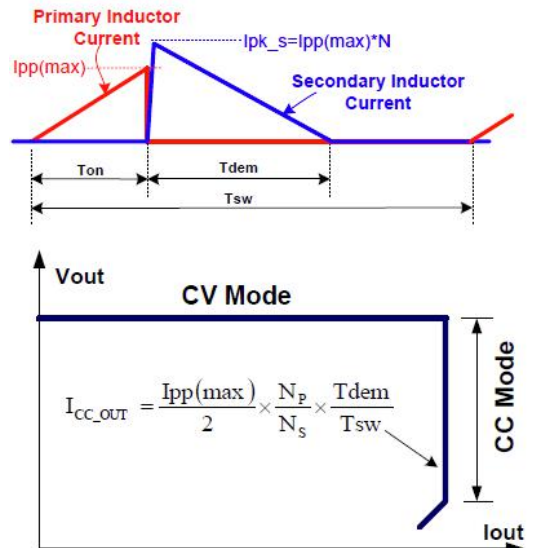 Primary Inductor
Current
Ipk_s=Ipp(max)*N
Ipp(max)
Secondary Inductor
Current
Ton
Tdem
Tsw
Vout
CV Mode
I_CC_OUT = Ipp(max)/2 × N_P/N_S × Tdem/Tsw
CC Mode
Iout